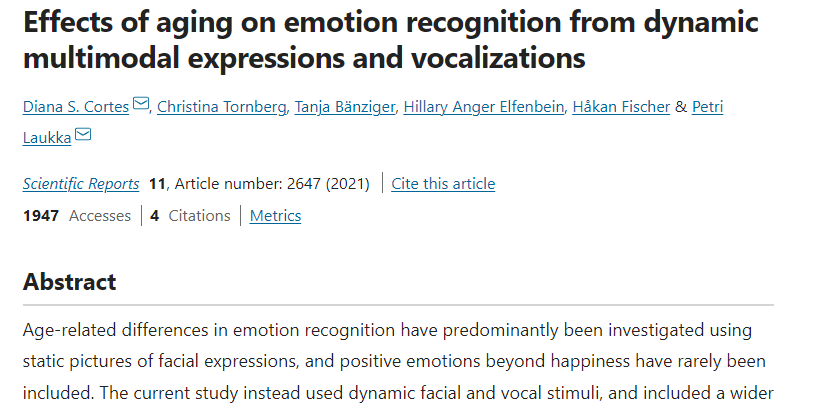 Effects of aging on emotion recognition from dynamic
multimodal expressions and vocalizations
Diana S. Cortes, Christina Tornberg, Tanja Bänziger, Hillary Anger Elfenbein, Håkan Fischer & Petri
Laukka
Scientific Reports 11, Article number: 2647 (2021) | Cite this article
1947 Accesses | 4 Citations | Metrics
Abstract
Age-related differences in emotion recognition have predominantly been investigated using
static pictures of facial expressions, and positive emotions beyond happiness have rarely been
included. The current study instead used dynamic facial and vocal stimuli, and included a wider